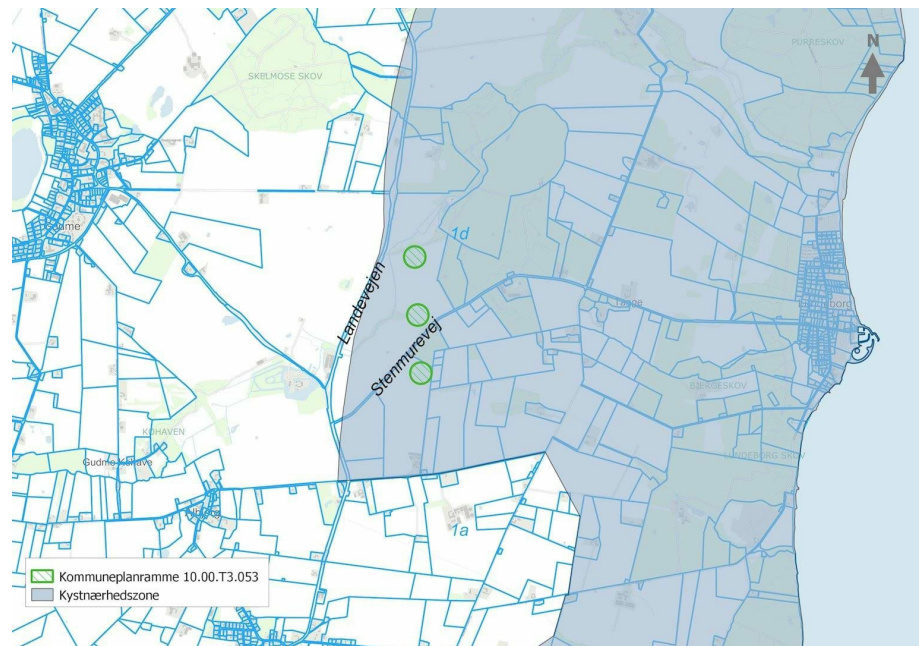 SKELMOSE SKOV
PURRESKOV
N
Gudme
1d
Landevejen
Stenmurevej
BJERGESKOV
KOHAVEN
Gudme Kohave
LUNDEBORG SKOV
Albjerg
1a
Kommuneplanramme 10.00.T3.053
Kystnærhedszone